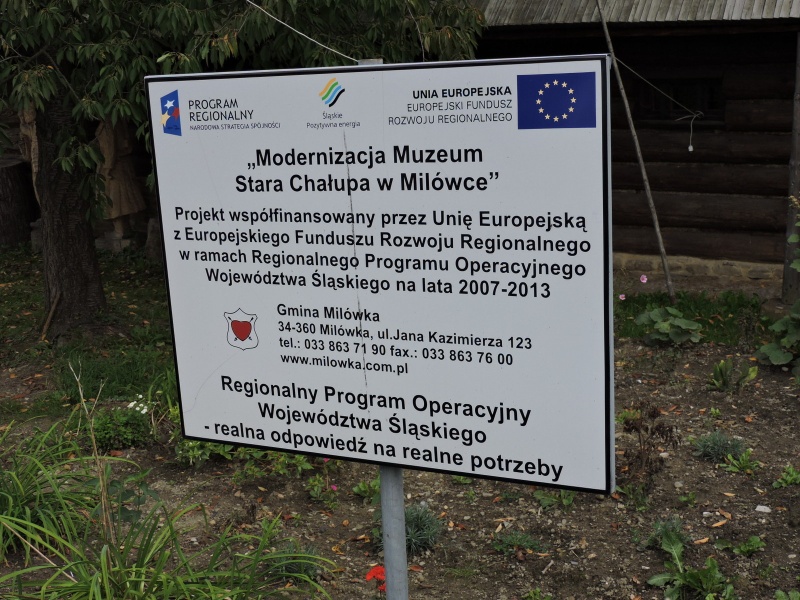 PROGRAM
REGIONALNY
NARODOWA STRATEGIA SPÓJNOŚCI
Śląskie
Pozytywna energia
UNIA EUROPEJSKA
EUROPEJSKI FUNDUSZ
ROZWOJU REGIONALNEGO
„Modernizacja Muzeum
Stara Chałupa w Milówce”
Projekt współfinansowany przez Unię Europejską
z Europejskiego Funduszu Rozwoju Regionalnego
w ramach Regionalnego Programu Operacyjnego
Województwa Śląskiego na lata 2007-2013
Gmina Milówka
34-360 Milówka, ul.Jana Kazimierza 123
tel.: 033 863 71 90 fax.: 033 863 76 00
www.milowka.com.pl
Regionalny Program Operacyjny
Województwa Śląskiego
- realna odpowiedź na realne potrzeby